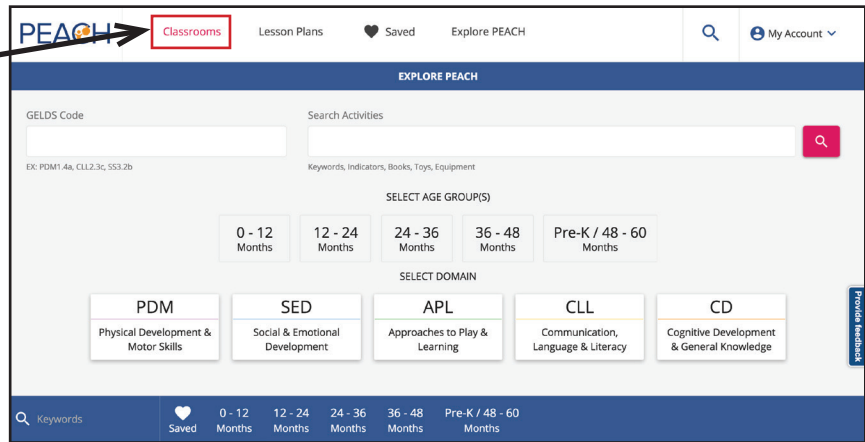 PEACH
Classrooms
Lesson Plans
Saved
Explore PEACH
My Account
EXPLORE PEACH
GELDS Code
Search Activities
EX: PDM1.4a, CLL2.3c, SS3.2b
Keywords, Indicators, Books, Toys, Equipment
SELECT AGE GROUP(S)
0 - 12
Months
12 - 24
Months
24 - 36
Months
36 - 48
Months
Pre-K / 48 - 60
Months
SELECT DOMAIN
PDM
Physical Development &
Motor Skills
SED
Social & Emotional
Development
APL
Approaches to Play &
Learning
CLL
Communication,
Language & Literacy
CD
Cognitive Development
& General Knowledge
Provide feedback
Keywords
Saved
0 - 12
Months
12 - 24
Months
24 - 36
Months
36 - 48
Months
Pre-K / 48 - 60
Months